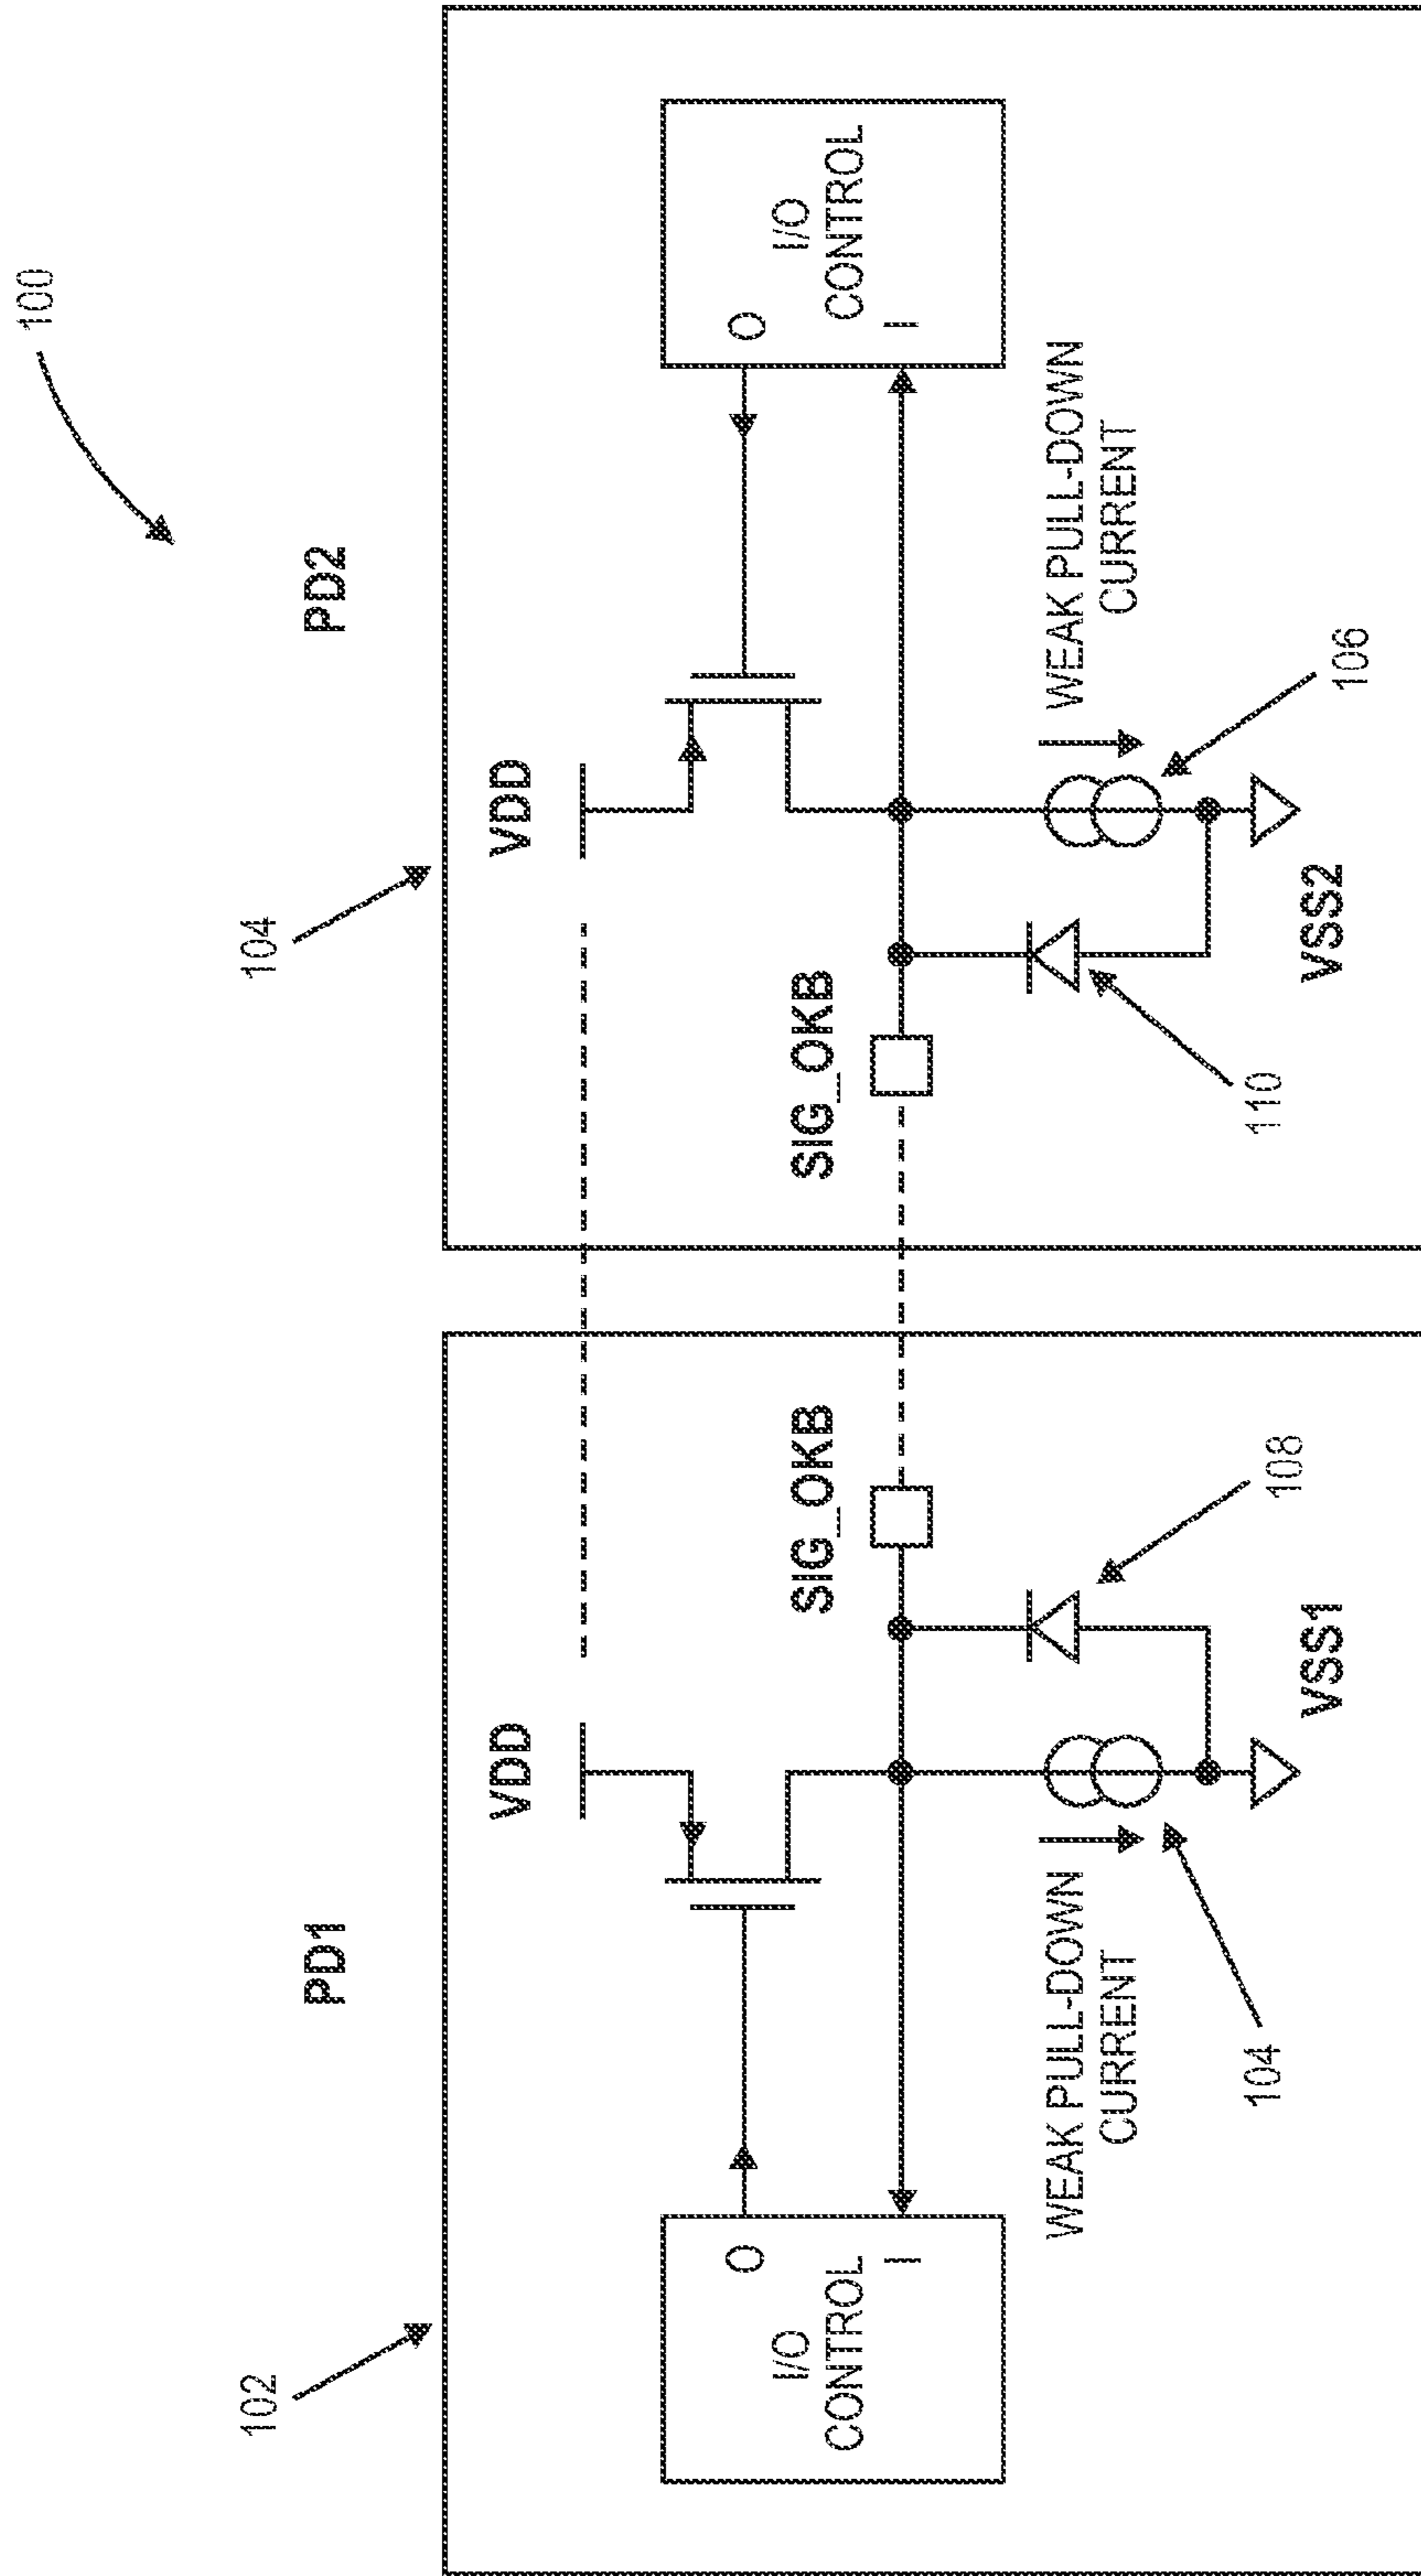 100
PD1
PD2
102
104
VDD
VDD
I/O
CONTROL
O
I
I/O
CONTROL
O
I
SIG_OKB
SIG_OKB
WEAK PULL-DOWN
CURRENT
WEAK PULL-DOWN
CURRENT
104
108
110
106
VSS1
VSS2